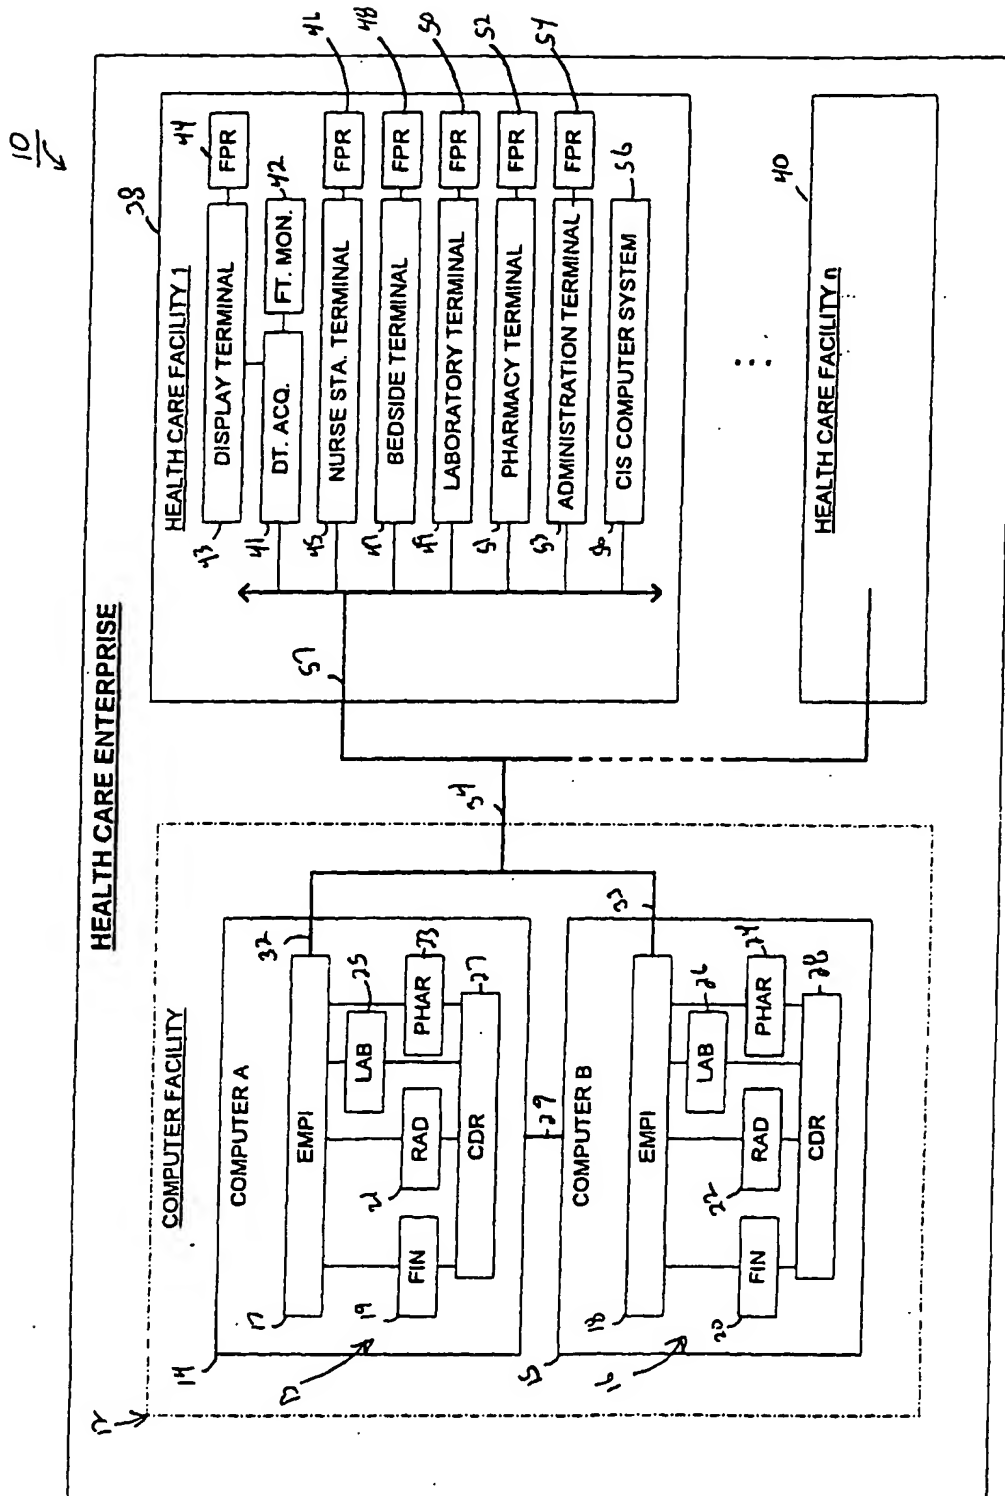 10
HEALTH CARE ENTERPRISE
12
COMPUTER FACILITY
14
COMPUTER A
32
17
EMPI
19
FIN
21
RAD
LAB
25
PHAR
23
CDR
27
13
29
15
COMPUTER B
33
18
EMPI
20
FIN
22
RAD
LAB
26
PHAR
24
CDR
28
16
34
57
38
HEALTH CARE FACILITY 1
43
DISPLAY TERMINAL
FPR
44
41
DT. ACQ.
FT. MON.
42
45
NURSE STA. TERMINAL
FPR
46
47
BEDSIDE TERMINAL
FPR
48
49
LABORATORY TERMINAL
FPR
50
51
PHARMACY TERMINAL
FPR
52
53
ADMINISTRATION TERMINAL
FPR
54
50
CIS COMPUTER SYSTEM
56
40
HEALTH CARE FACILITY n